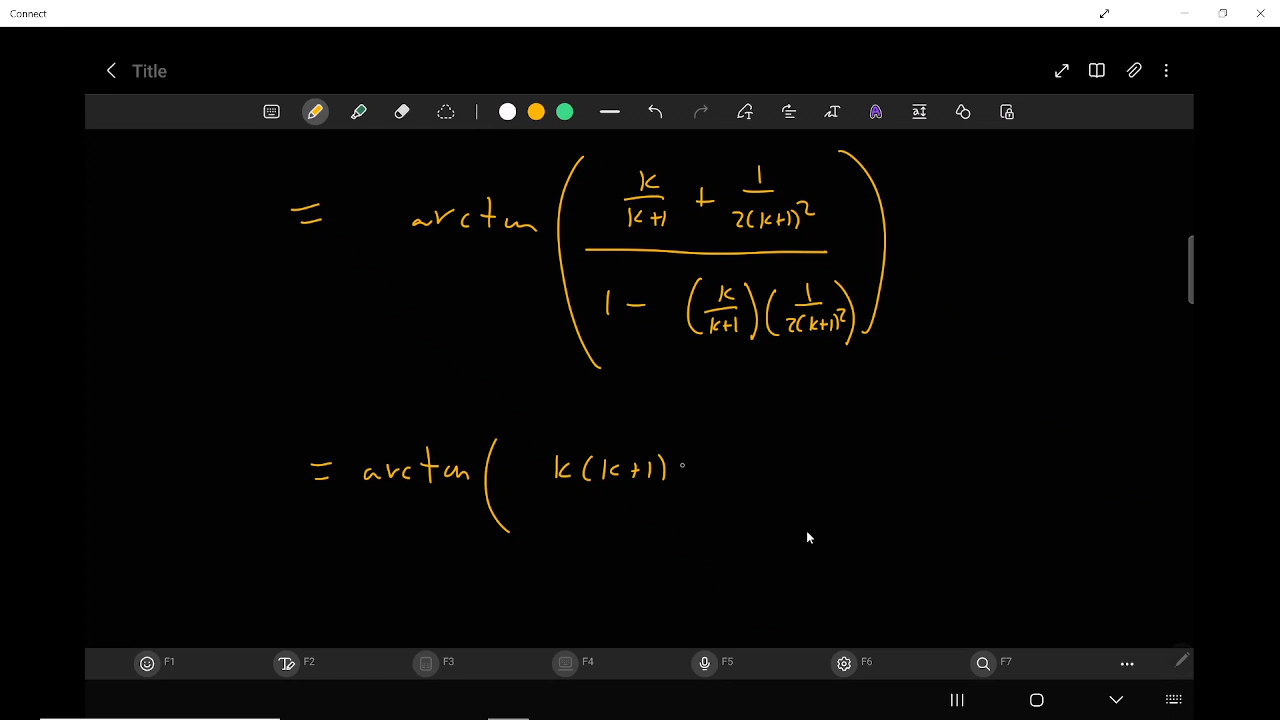 Connect
Title
= arctan ( ( k/(k+1) + 1/(2(k+1)^2) ) / ( 1 - (k/(k+1)) (1/(2(k+1)^2)) ) )
= arctan ( k(k+1)
F1 F2 F3 F4 F5 F6 F7